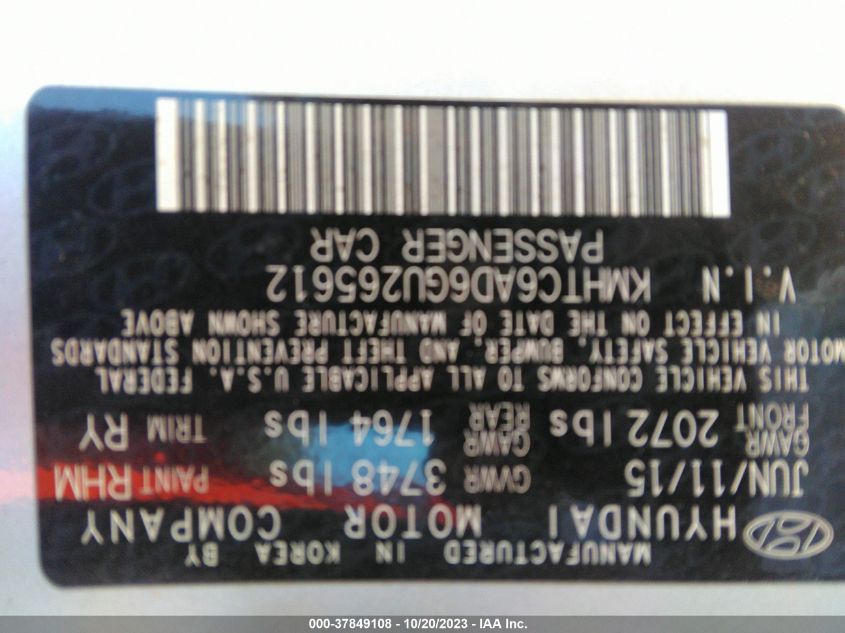 MANUFACTURED IN KOREA BY
HYUNDAI MOTOR COMPANY
JUN/11/15 GVWR 3748 lbs PAINT RHM
GAWR FRONT 2072 lbs GAWR REAR 1764 lbs TRIM RY
THIS VEHICLE CONFORMS TO ALL APPLICABLE U.S.A. FEDERAL
MOTOR VEHICLE SAFETY, BUMPER, AND THEFT PREVENTION STANDARDS
IN EFFECT ON THE DATE OF MANUFACTURE SHOWN ABOVE
V.I.N KMHTC6AD6GU265612
PASSENGER CAR
000-37849108 - 10/20/2023 - IAA Inc.